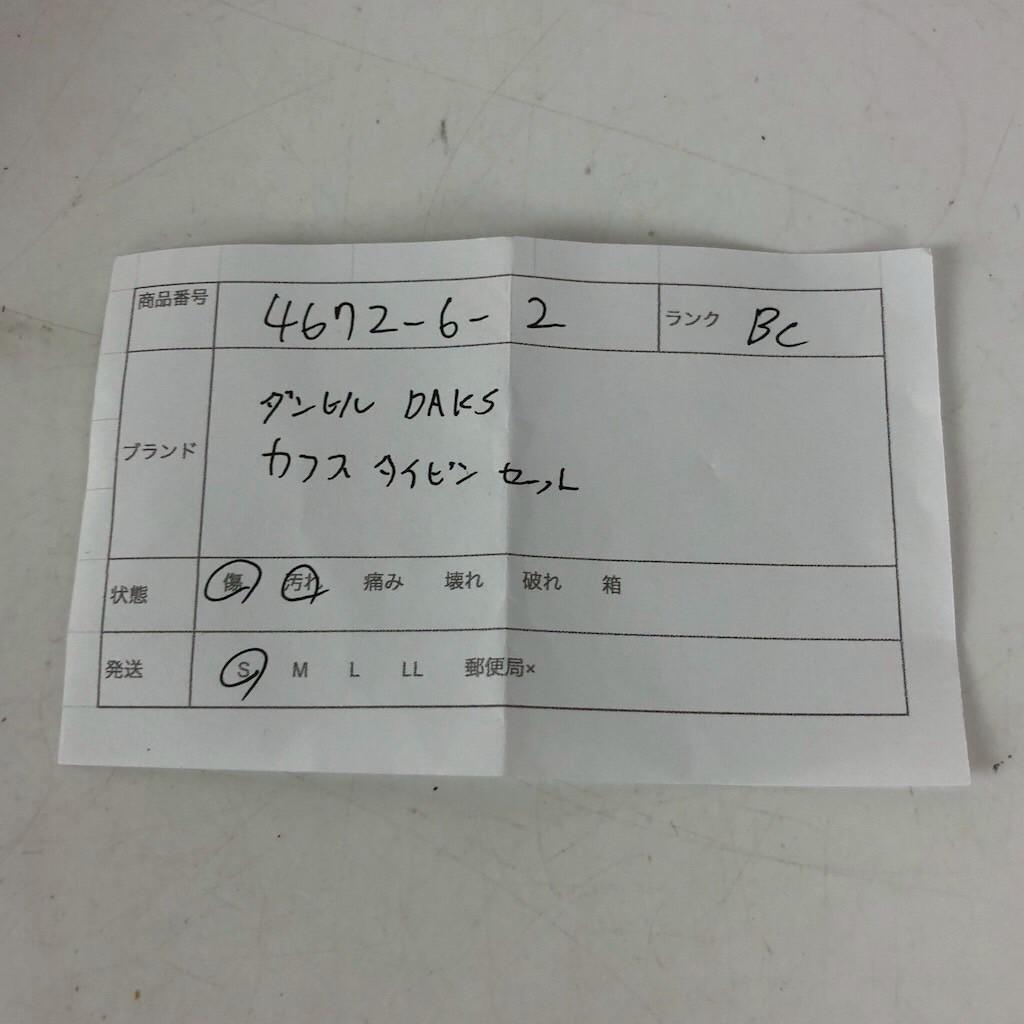 商品番号 4672-6-2 ランク BC
ブランド ダンヒル DAKS
カフス タイピン セット
状態 傷 汚れ 痛み 壊れ 破れ 箱
発送 S M L LL 郵便局×